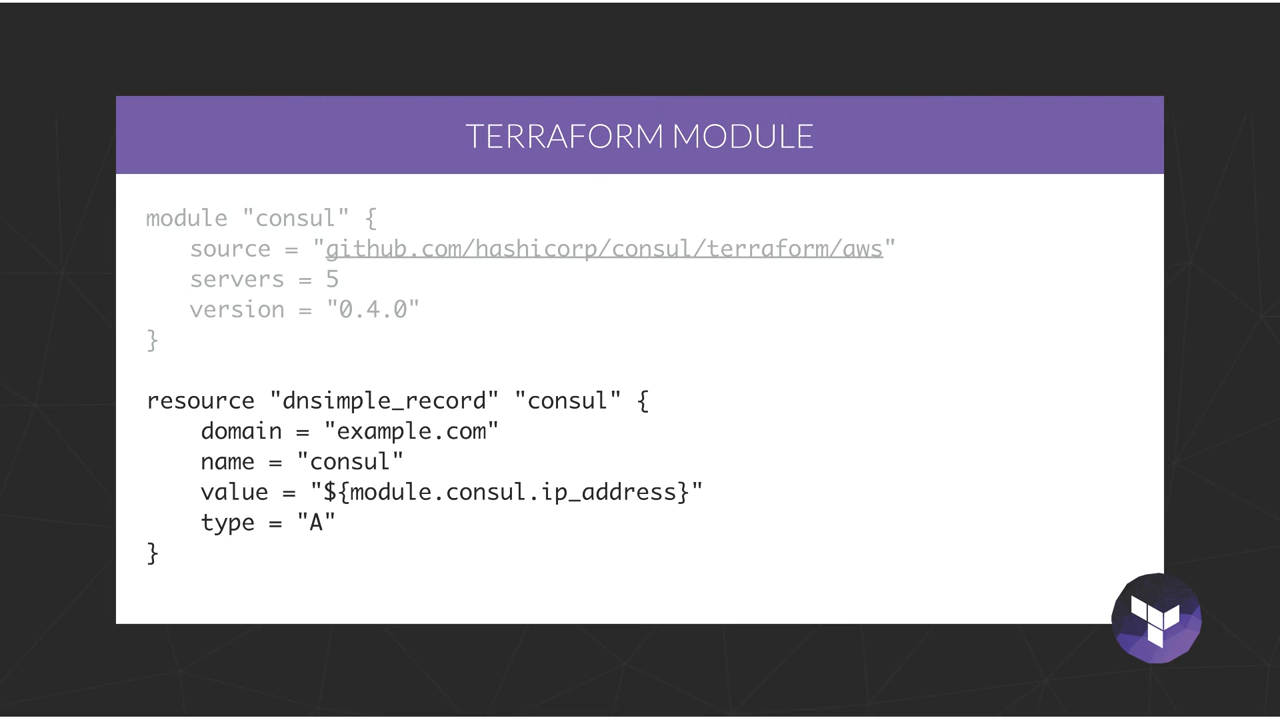 TERRAFORM MODULE
module "consul" {
source = "github.com/hashicorp/consul/terraform/aws"
servers = 5
version = "0.4.0"
}
resource "dnsimple_record" "consul" {
domain = "example.com"
name = "consul"
value = "${module.consul.ip_address}"
type = "A"
}